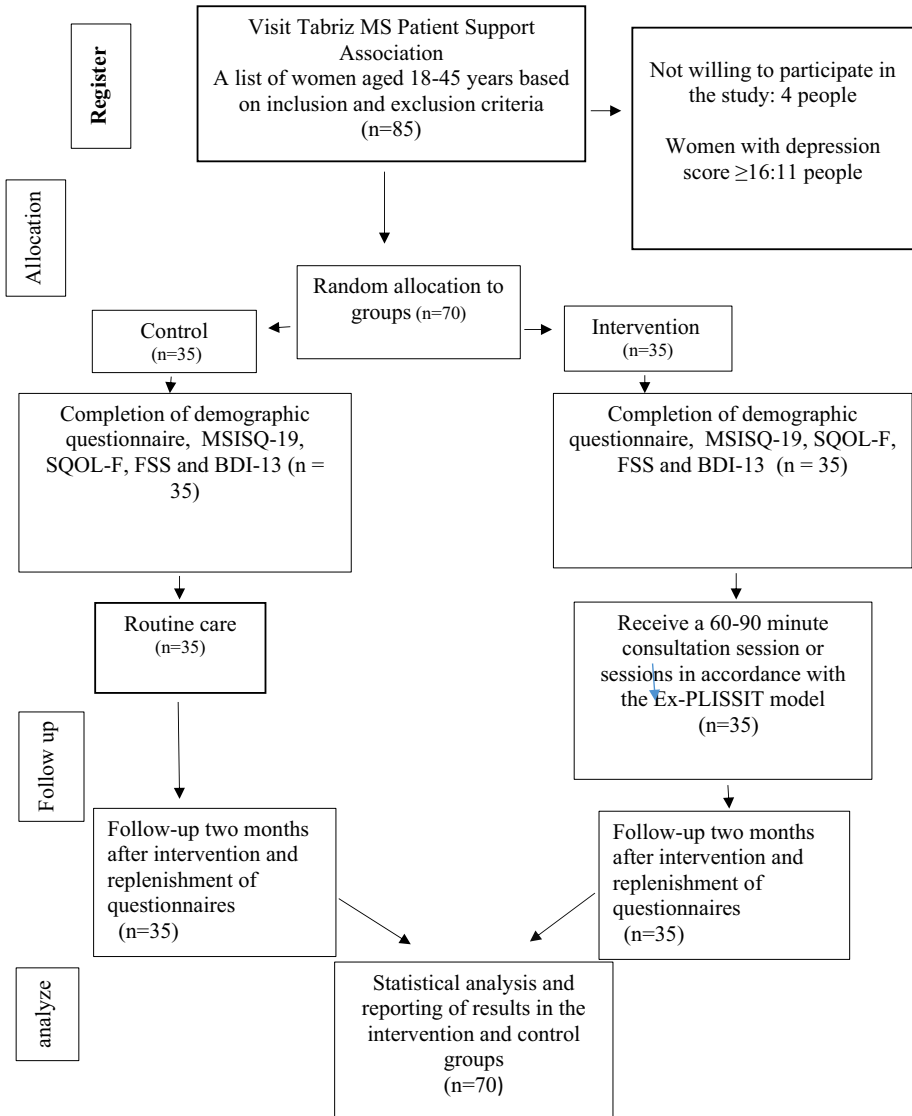 Register
Visit Tabriz MS Patient Support
Association
A list of women aged 18-45 years based
on inclusion and exclusion criteria
(n=85)
Not willing to participate in
the study: 4 people
Women with depression
score ≥16:11 people
Allocation
Random allocation to
groups (n=70)
Control
(n=35)
Intervention
(n=35)
Completion of demographic
questionnaire, MSISQ-19,
SQOL-F, FSS and BDI-13 (n =
35)
Completion of demographic
questionnaire, MSISQ-19, SQOL-F,
FSS and BDI-13 (n = 35)
Routine care
(n=35)
Receive a 60-90 minute
consultation session or
sessions in accordance with
the Ex-PLISSIT model
(n=35)
Follow up
Follow-up two months
after intervention and
replenishment of
questionnaires
(n=35)
Follow-up two months
after intervention and
replenishment of
questionnaires
(n=35)
analyze
Statistical analysis and
reporting of results in the
intervention and control
groups
(n=70)